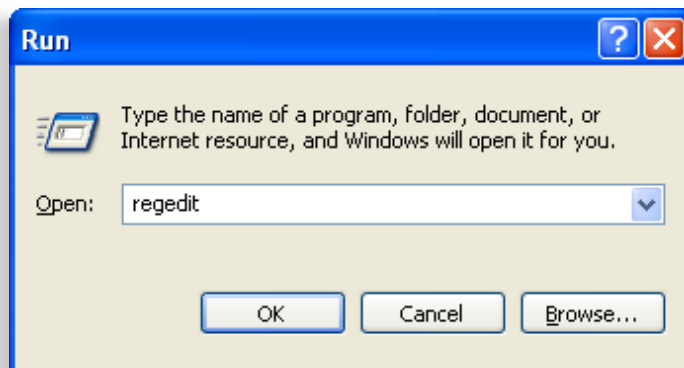 Run
Type the name of a program, folder, document, or
Internet resource, and Windows will open it for you.
Open: regedit
OK Cancel Browse...